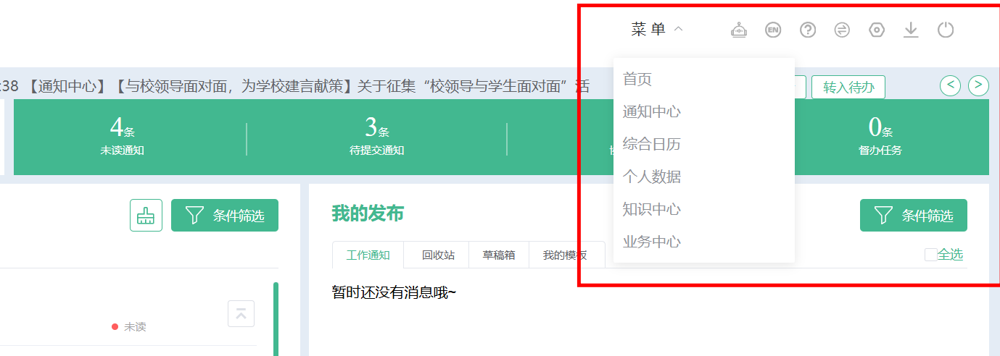 菜 单
EN
:38 【通知中心】【与校领导面对面，为学校建言献策】关于征集“校领导与学生面对面”活
转入待办
<
>
首页
通知中心
综合日历
个人数据
知识中心
业务中心
4条
未读通知
3条
待提交通知
0条
督办任务
条件筛选
我的发布
条件筛选
工作通知
回收站
草稿箱
我的模板
全选
暂时还没有消息哦~
未读